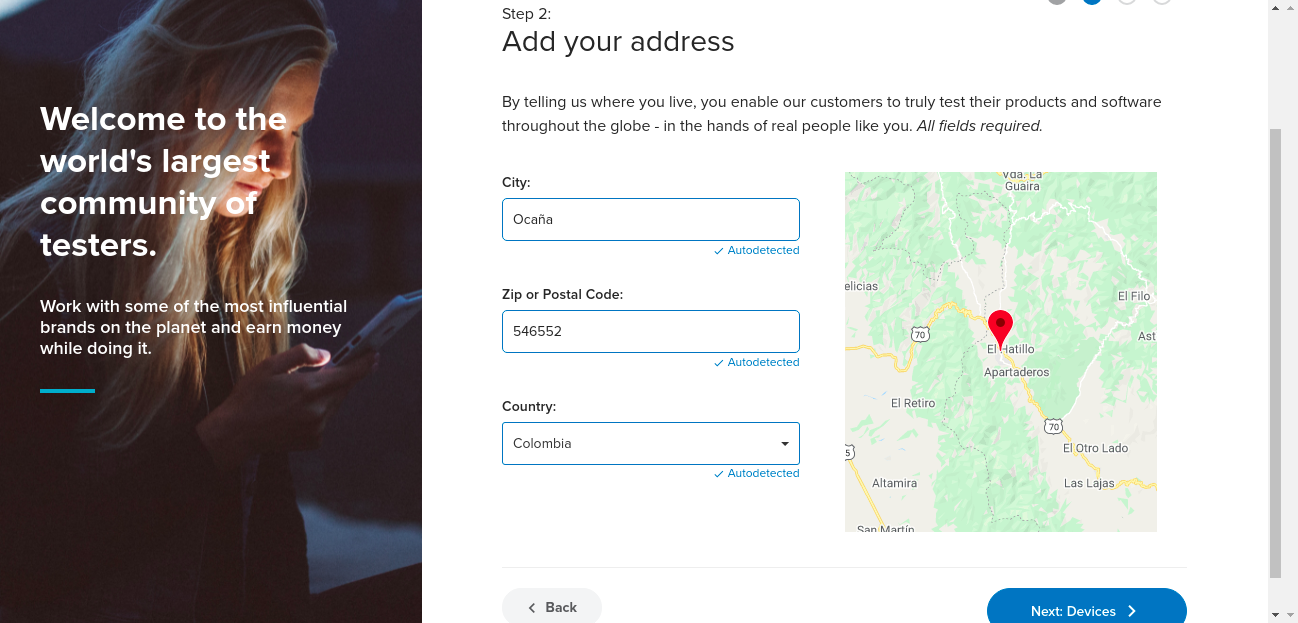 Welcome to the
world's largest
community of
testers.
Work with some of the most influential
brands on the planet and earn money
while doing it.
Step 2:
Add your address
By telling us where you live, you enable our customers to truly test their products and software
throughout the globe - in the hands of real people like you. All fields required.
City:
Ocaña
Autodetected
Zip or Postal Code:
546552
Autodetected
Country:
Colombia
Autodetected
Vda. La
Guaira
elicias
El Filo
70
Ast
El Hatillo
Apartaderos
El Retiro
70
El Otro Lado
5
Altamira
Las Lajas
San Martín
Back
Next: Devices